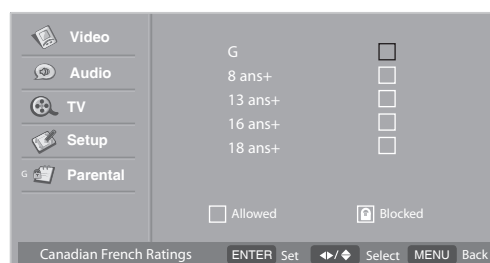 Video
Audio
TV
Setup
G Parental
G
8 ans+
13 ans+
16 ans+
18 ans+
Allowed
Blocked
Canadian French Ratings ENTER Set / Select MENU Back